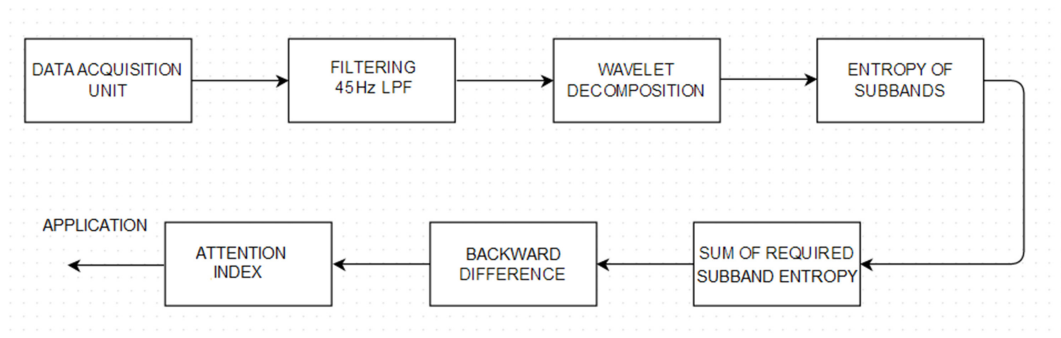 DATA ACQUISITION
UNIT
FILTERING
45Hz LPF
WAVELET
DECOMPOSITION
ENTROPY OF
SUBBANDS
APPLICATION
ATTENTION
INDEX
BACKWARD
DIFFERENCE
SUM OF REQUIRED
SUBBAND ENTROPY